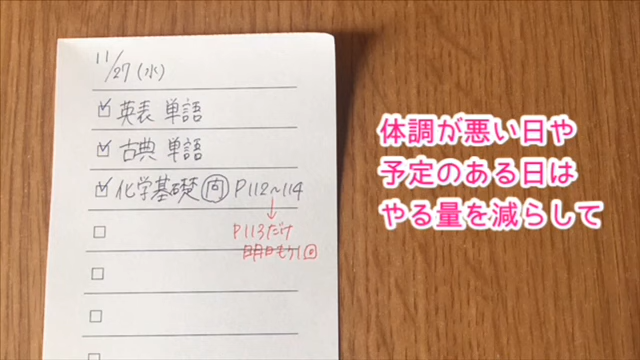 11/27(水)
英表 単語
古典 単語
化学基礎 問 P112~114
P113だけ
明日もう1回
体調が悪い日や
予定のある日は
やる量を減らして